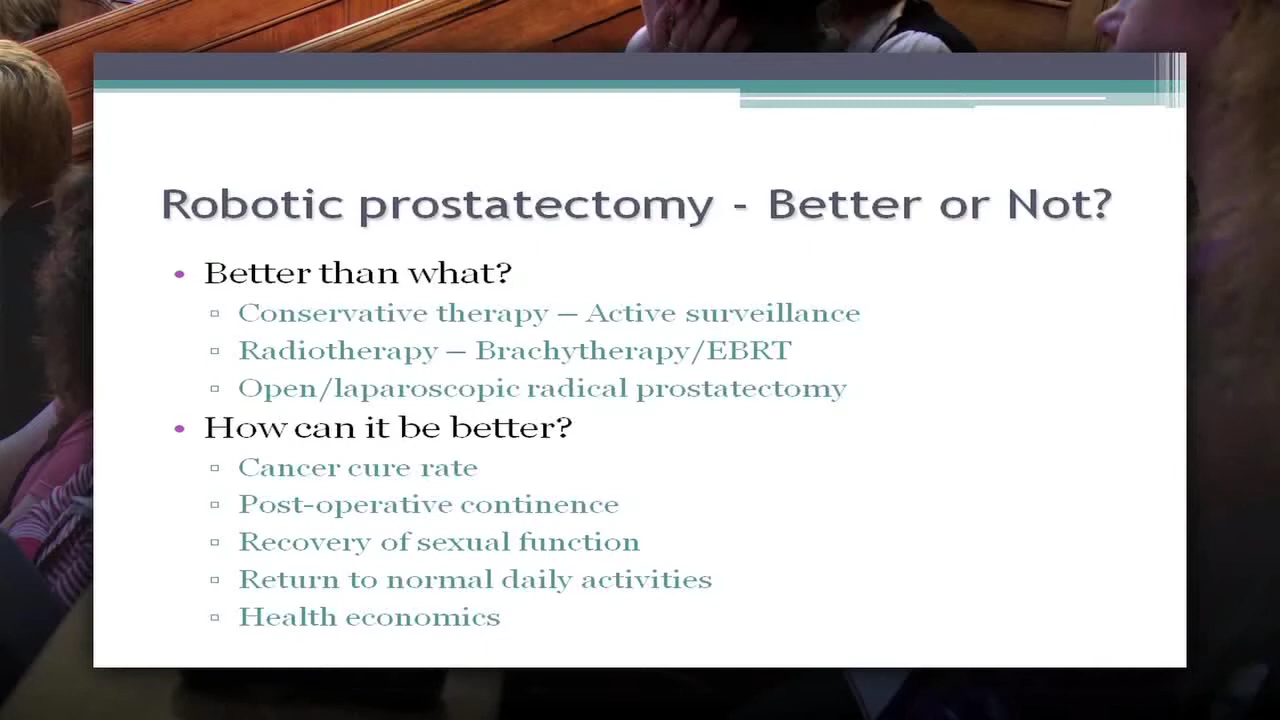 Robotic prostatectomy - Better or Not?
• Better than what?
▫ Conservative therapy – Active surveillance
▫ Radiotherapy – Brachytherapy/EBRT
▫ Open/laparoscopic radical prostatectomy
• How can it be better?
▫ Cancer cure rate
▫ Post-operative continence
▫ Recovery of sexual function
▫ Return to normal daily activities
▫ Health economics